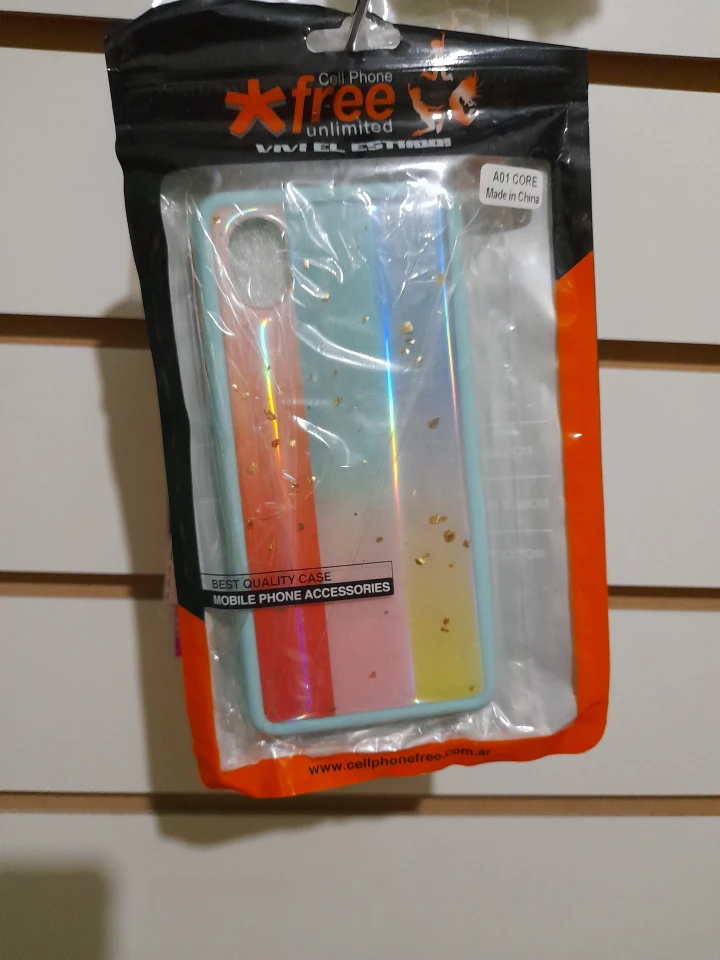 Cell Phone
free
unlimited
VIVI EL
A01 CORE
Made in China
BEST QUALITY CASE
MOBILE PHONE ACCESSORIES
www.cellphonefree.com.ar